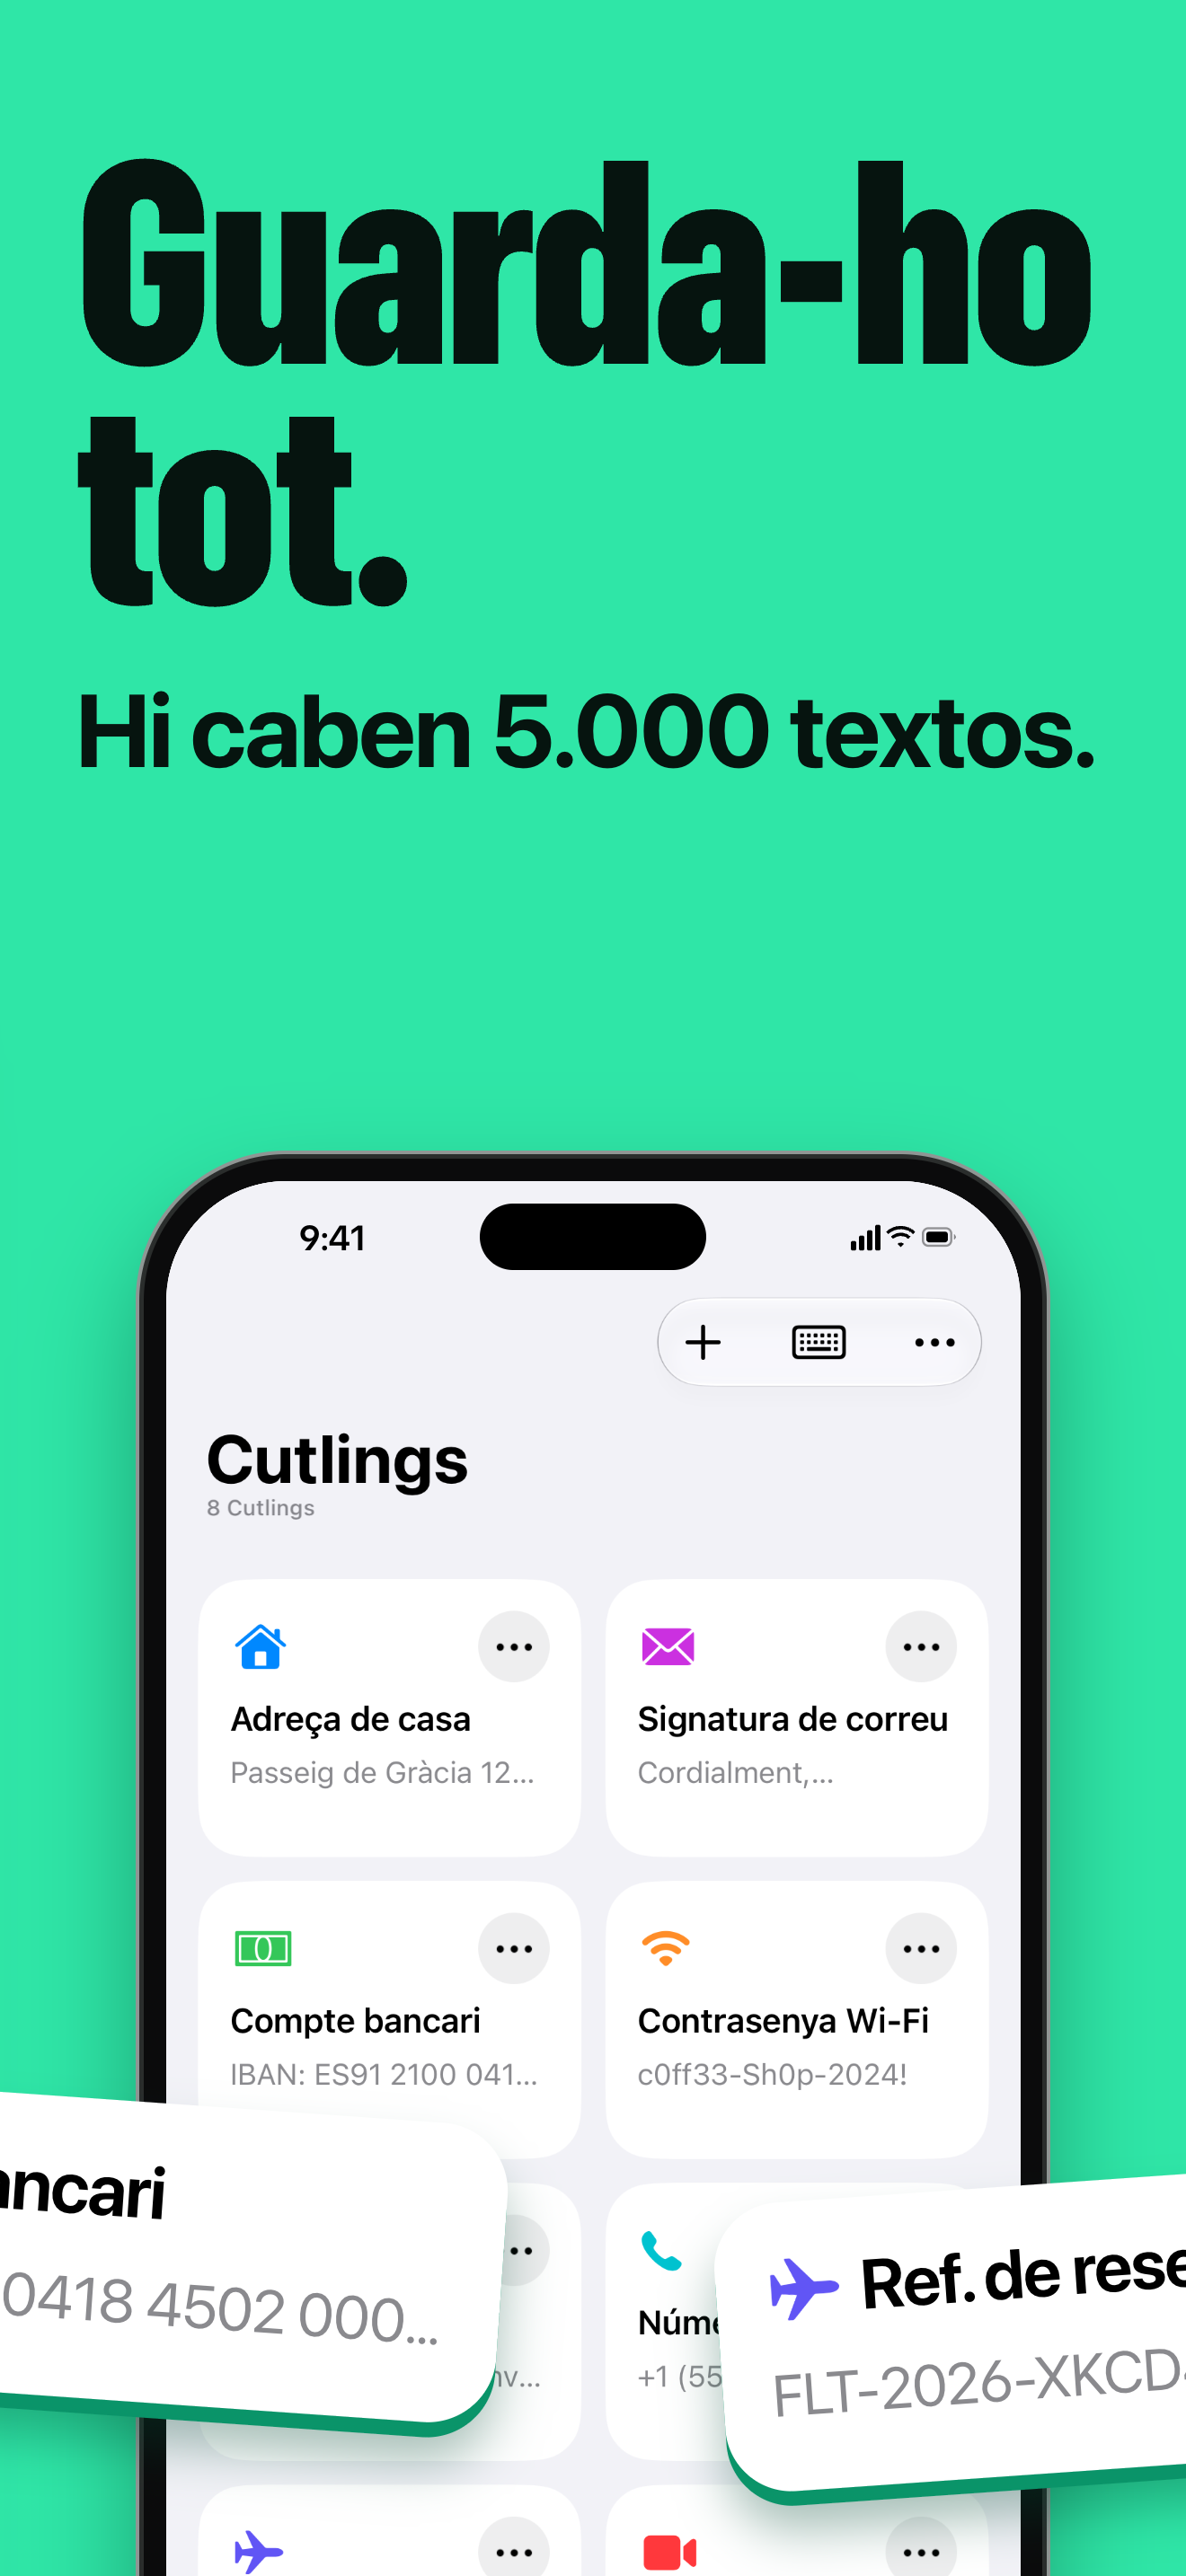 Guarda-ho
tot.
Hi caben 5.000 textos.
9:41
Cutlings
8 Cutlings
Adreça de casa
Passeig de Gràcia 12...
Signatura de correu
Cordialment,...
Compte bancari
IBAN: ES91 2100 041...
Contrasenya Wi-Fi
c0ff33-Sh0p-2024!
0418 4502 000...
+1 (55
Ref. de
FLT-2026-XKCD